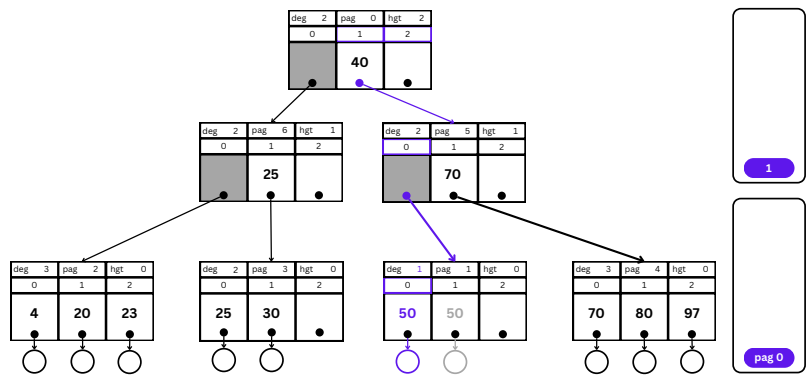 deg 2 pag 0 hgt 2
0 1 2
40
1
deg 2 pag 6 hgt 1
0 1 2
25
deg 2 pag 5 hgt 1
0 1 2
70
deg 3 pag 2 hgt 0
0 1 2
4 20 23
deg 2 pag 3 hgt 0
0 1 2
25 30
deg 1 pag 1 hgt 0
0 1 2
50 50
deg 3 pag 4 hgt 0
0 1 2
70 80 97
pag 0